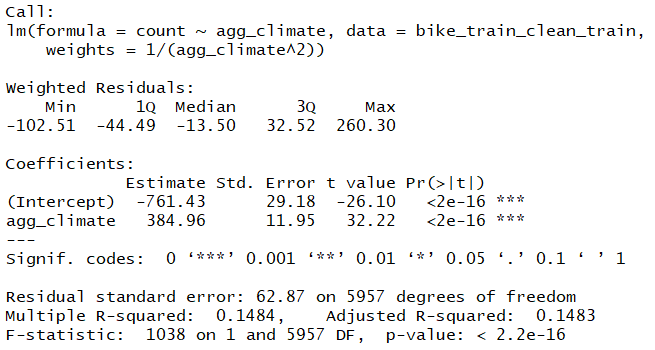 Call:
lm(formula = count ~ agg_climate, data = bike_train_clean_train,
    weights = 1/(agg_climate^2))
Weighted Residuals:
    Min      1Q  Median      3Q     Max
-102.51  -44.49  -13.50   32.52  260.30
Coefficients:
            Estimate Std. Error t value Pr(>|t|)
(Intercept)  -761.43      29.18  -26.10   <2e-16 ***
agg_climate   384.96      11.95   32.22   <2e-16 ***
---
Signif. codes:  0 ‘***’ 0.001 ‘**’ 0.01 ‘*’ 0.05 ‘.’ 0.1 ‘ ’ 1
Residual standard error: 62.87 on 5957 degrees of freedom
Multiple R-squared:  0.1484,    Adjusted R-squared:  0.1483
F-statistic:  1038 on 1 and 5957 DF,  p-value: < 2.2e-16